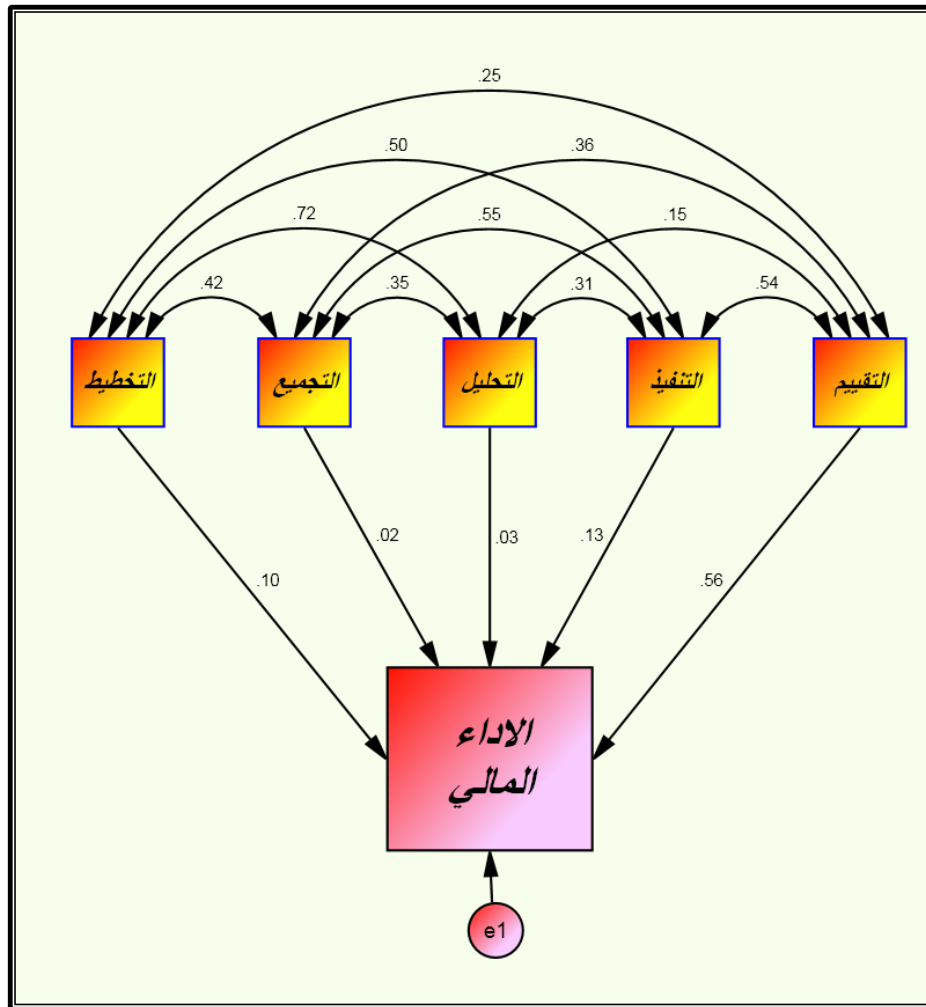 .25
.50
.36
.72
.55
.15
.42
.35
.31
.54
التخطيط
التجميع
التحليل
التنفيذ
التقييم
.02
.03
.13
.10
.56
الاداء
المالي
e1